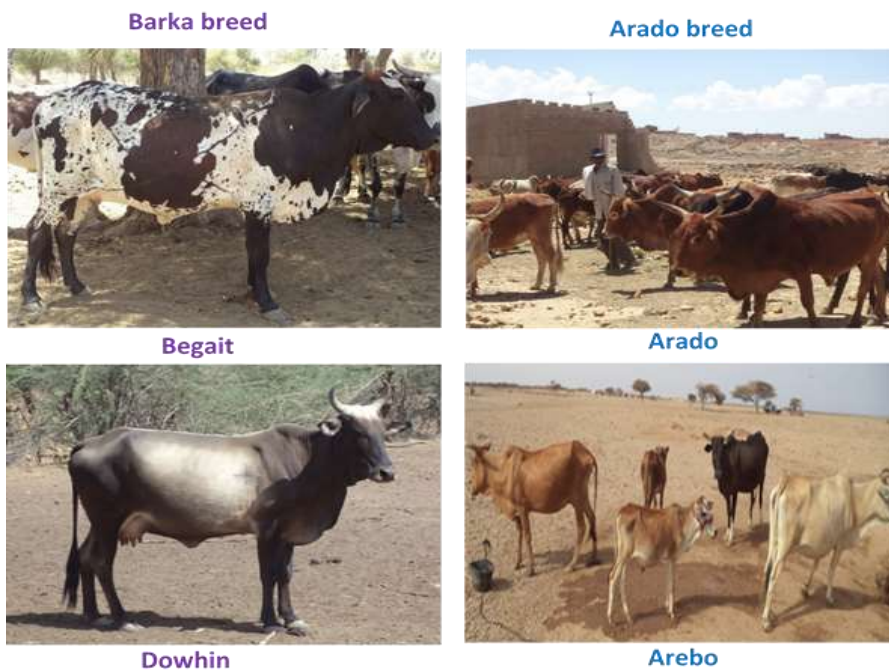 Barka breed
Arado breed
Begait
Arado
Dowhin
Arebo